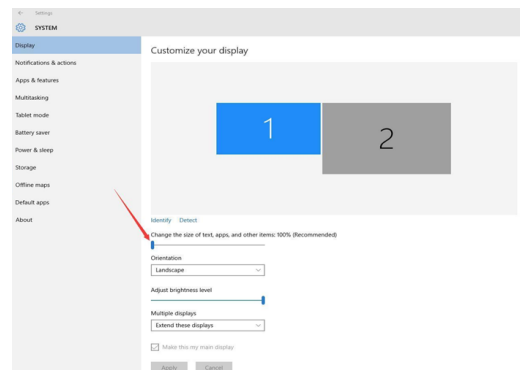 Settings
SYSTEM
Display
Notifications & actions
Apps & features
Multitasking
Tablet mode
Battery saver
Power & sleep
Storage
Offline maps
Default apps
About
Customize your display
1
2
Identify Detect
Change the size of text, apps, and other items: 100% (Recommended)
Orientation
Landscape
Adjust brightness level
Multiple displays
Extend these displays
Make this my main display
Apply Cancel